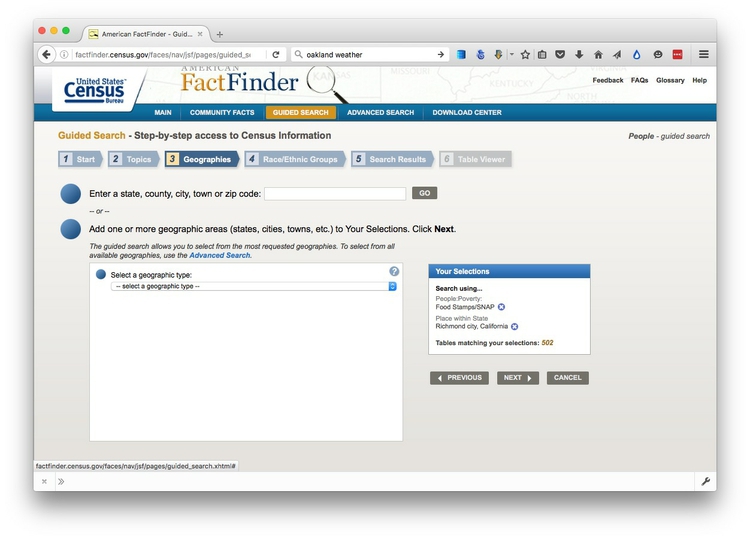 American FactFinder - Guid...
factfinder.census.gov/faces/nav/jsf/pages/guided_s
oakland weather
United States®
Census
Bureau
AMERICAN
FactFinder
KANSAS
MISSOURI
KENTUCKY
NORTH
Feedback FAQs Glossary Help
MAIN COMMUNITY FACTS GUIDED SEARCH ADVANCED SEARCH DOWNLOAD CENTER
Guided Search - Step-by-step access to Census Information
People - guided search
1 Start 2 Topics 3 Geographies 4 Race/Ethnic Groups 5 Search Results 6 Table Viewer
Enter a state, county, city, town or zip code: GO
-- or --
Add one or more geographic areas (states, cities, towns, etc.) to Your Selections. Click Next.
The guided search allows you to select from the most requested geographies. To select from all
available geographies, use the Advanced Search.
Select a geographic type:
?
-- select a geographic type --
Your Selections
Search using...
People:Poverty:
Food Stamps/SNAP
Place within State
Richmond city, California
Tables matching your selections: 502
PREVIOUS NEXT CANCEL
factfinder.census.gov/faces/nav/jsf/pages/guided_search.xhtml#